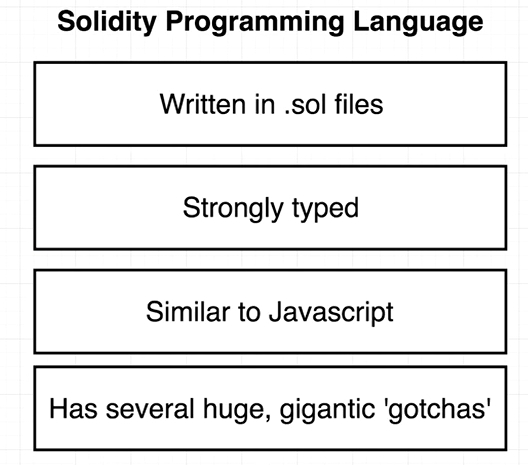 Solidity Programming Language
Written in .sol files
Strongly typed
Similar to Javascript
Has several huge, gigantic 'gotchas'